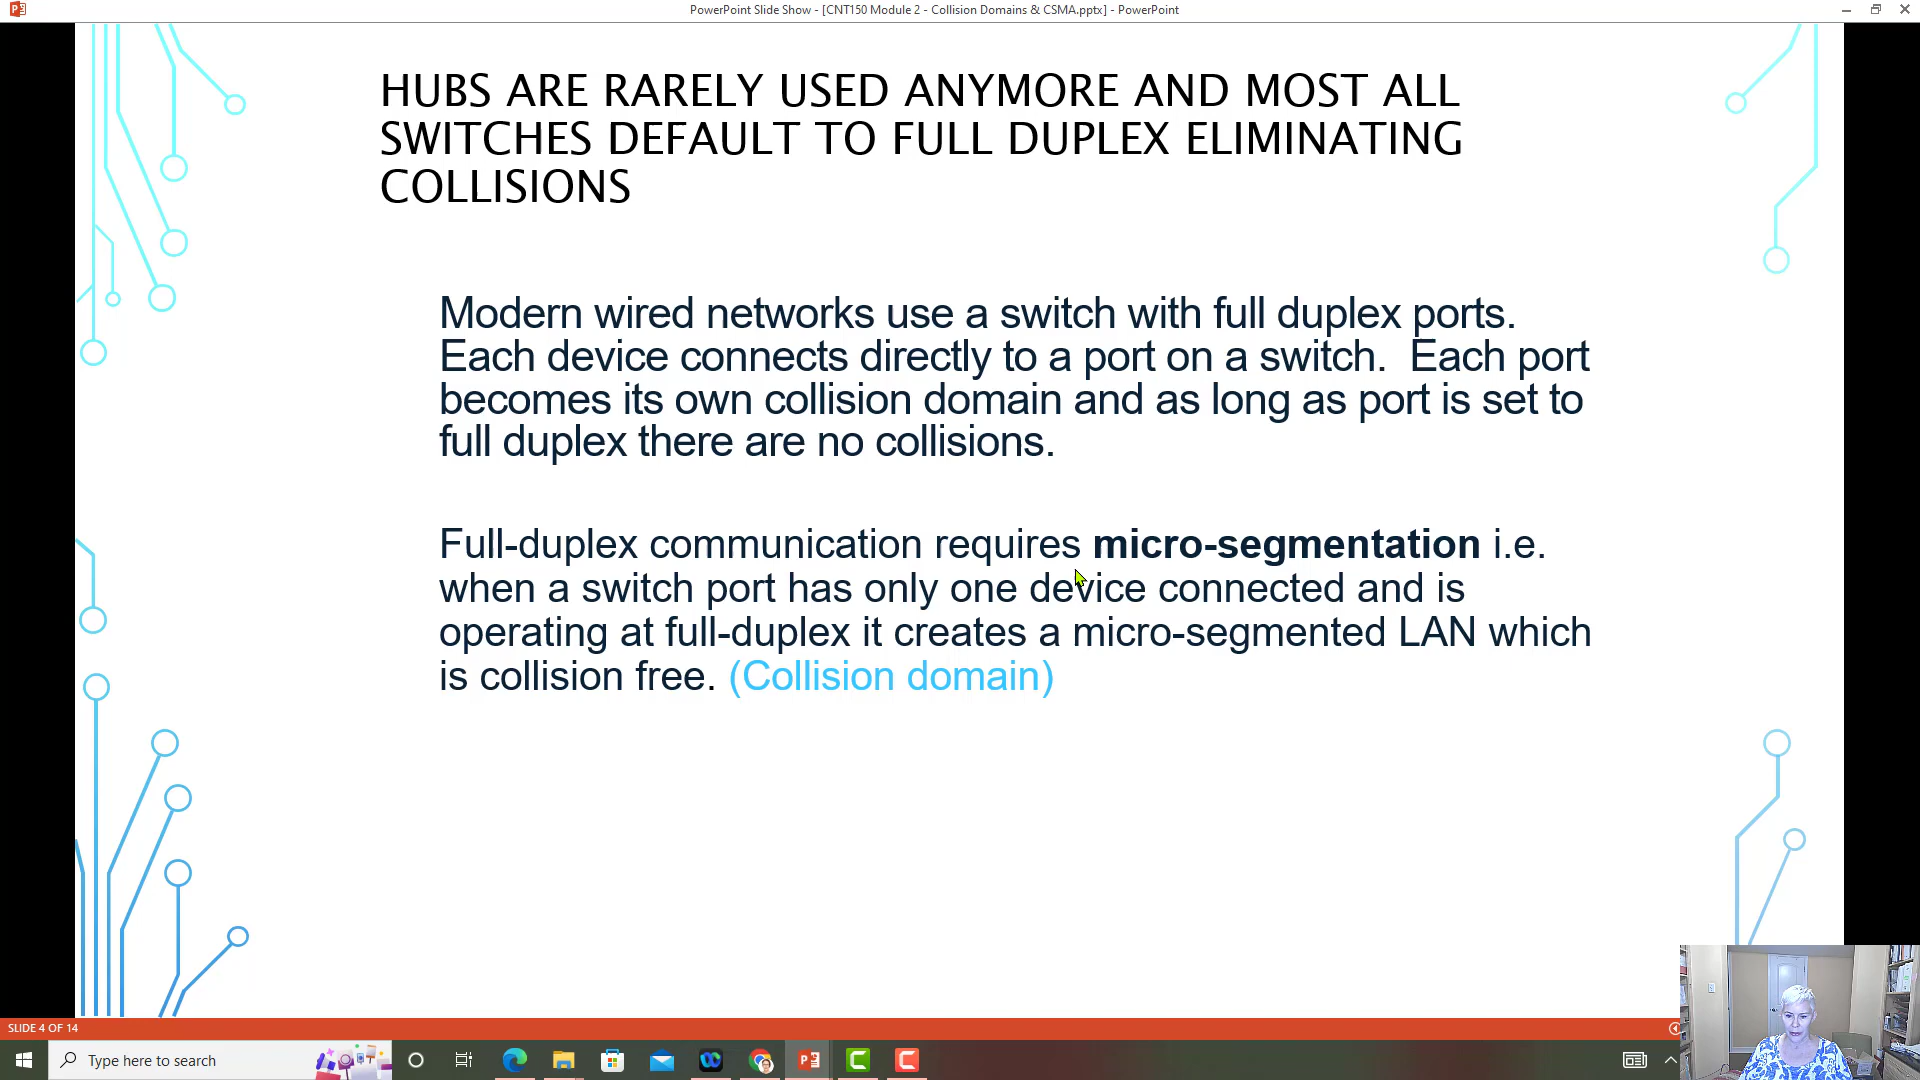 PowerPoint Slide Show - [CNT150 Module 2 - Collision Domains & CSMA.pptx] - PowerPoint
HUBS ARE RARELY USED ANYMORE AND MOST ALL
SWITCHES DEFAULT TO FULL DUPLEX ELIMINATING
COLLISIONS
Modern wired networks use a switch with full duplex ports.
Each device connects directly to a port on a switch. Each port
becomes its own collision domain and as long as port is set to
full duplex there are no collisions.
Full-duplex communication requires micro-segmentation i.e.
when a switch port has only one device connected and is
operating at full-duplex it creates a micro-segmented LAN which
is collision free. (Collision domain)
SLIDE 4 OF 14
Type here to search